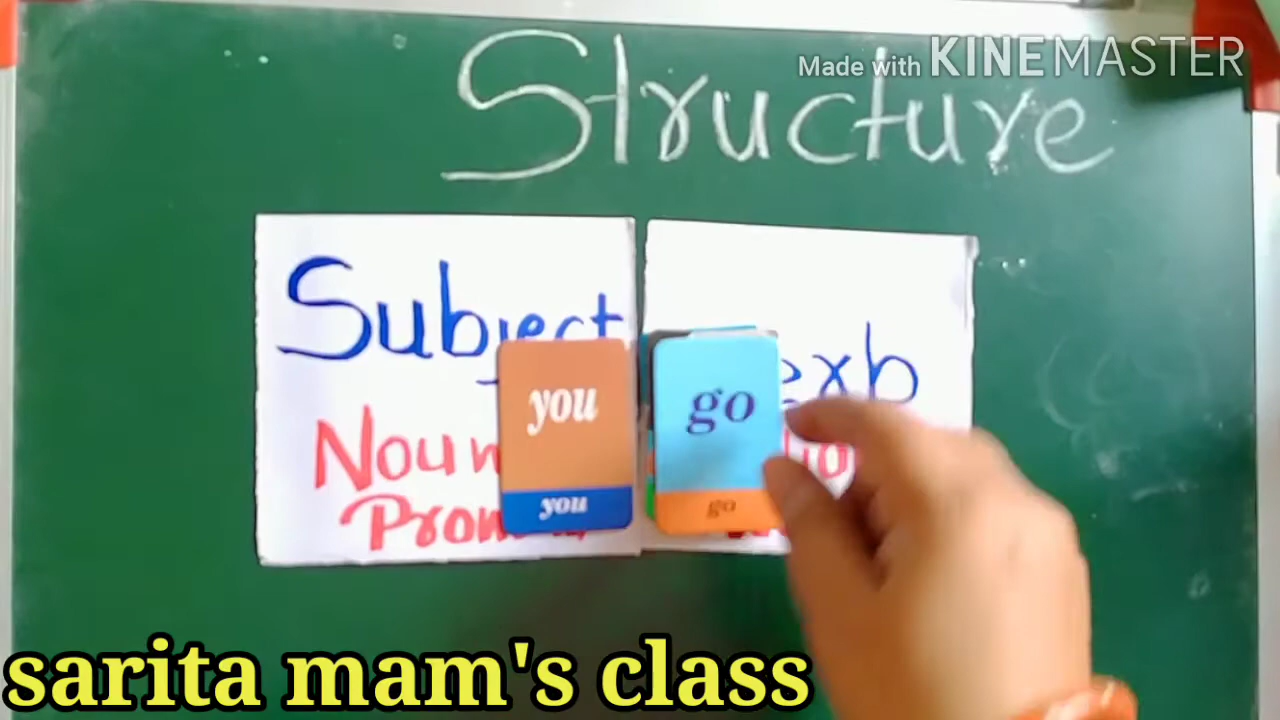 Made with KINEMASTER
Structure
Subject
you
go
you
go
sarita mam's class